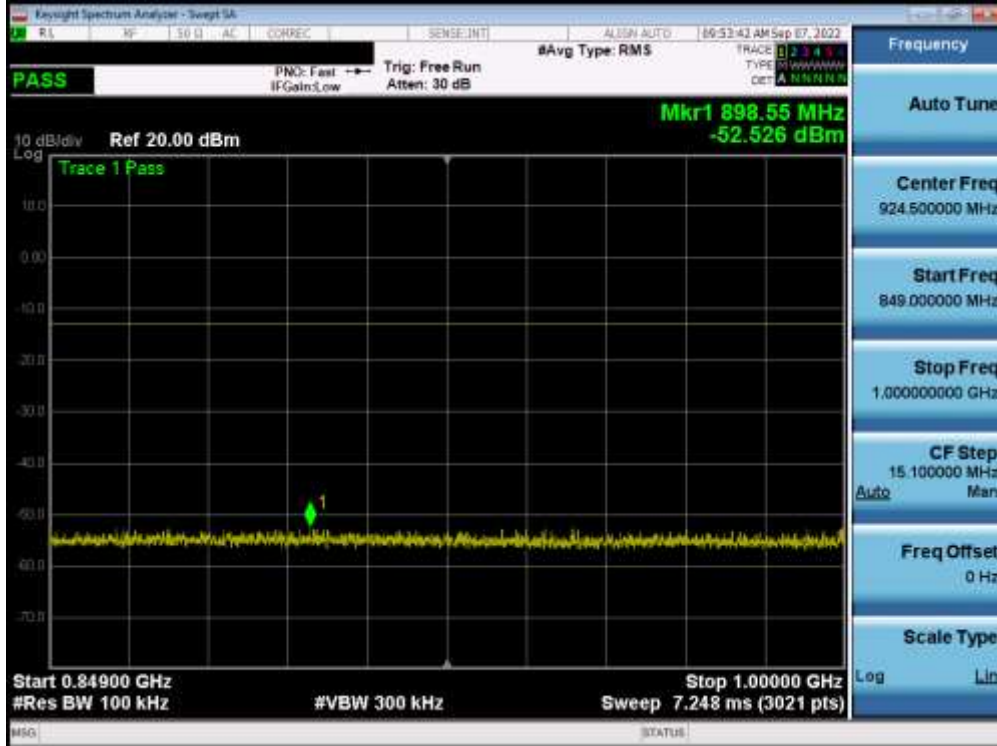 Keysight Spectrum Analyzer - Swept SA
RL RF 50 Ω AC CORREC SENSE:INT ALIGN AUTO 09:53:42 AM Sep 07, 2022
Frequency
#Avg Type: RMS
TRACE 1 2 3 4 5 6
PASS
PNO: Fast Trig: Free Run
TYPE M W W W W W
IFGain:Low Atten: 30 dB
DET A N N N N N
Auto Tune
Mkr1 898.55 MHz
-52.526 dBm
10 dB/div Ref 20.00 dBm
Log
Trace 1 Pass
10.0
0.00
-10.0
-20.0
-30.0
-40.0
-50.0
-60.0
-70.0
1
Center Freq
924.500000 MHz
Start Freq
849.000000 MHz
Stop Freq
1.000000000 GHz
CF Step
15.100000 MHz
Auto Man
Freq Offset
0 Hz
Scale Type
Log Lin
Start 0.84900 GHz Stop 1.00000 GHz
#Res BW 100 kHz #VBW 300 kHz Sweep 7.248 ms (3021 pts)
MSG STATUS